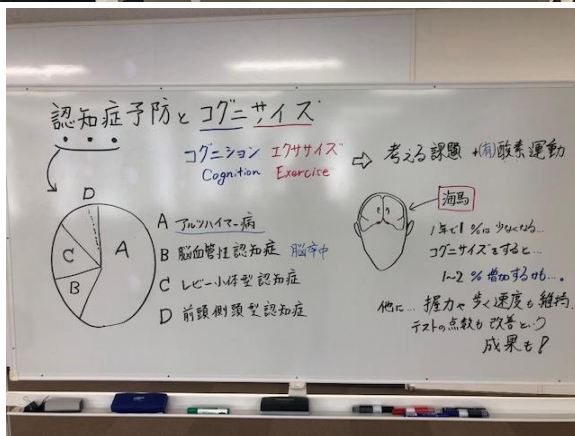 認知症予防とコグニサイズ
コグニション エクササイズ ⇨ 考える課題 + (有)酸素運動
Cognition Exercise
D
C
A
B
A アルツハイマー病
B 脳血管性認知症 脳卒中
C レビー小体型認知症
D 前頭側頭型認知症
海馬
1年で1%は少なくなる…
コグニサイズをすると…
1~2%増加するかも…。
他に… 握力や歩く速度も維持、
テストの点数も改善という
成果も!